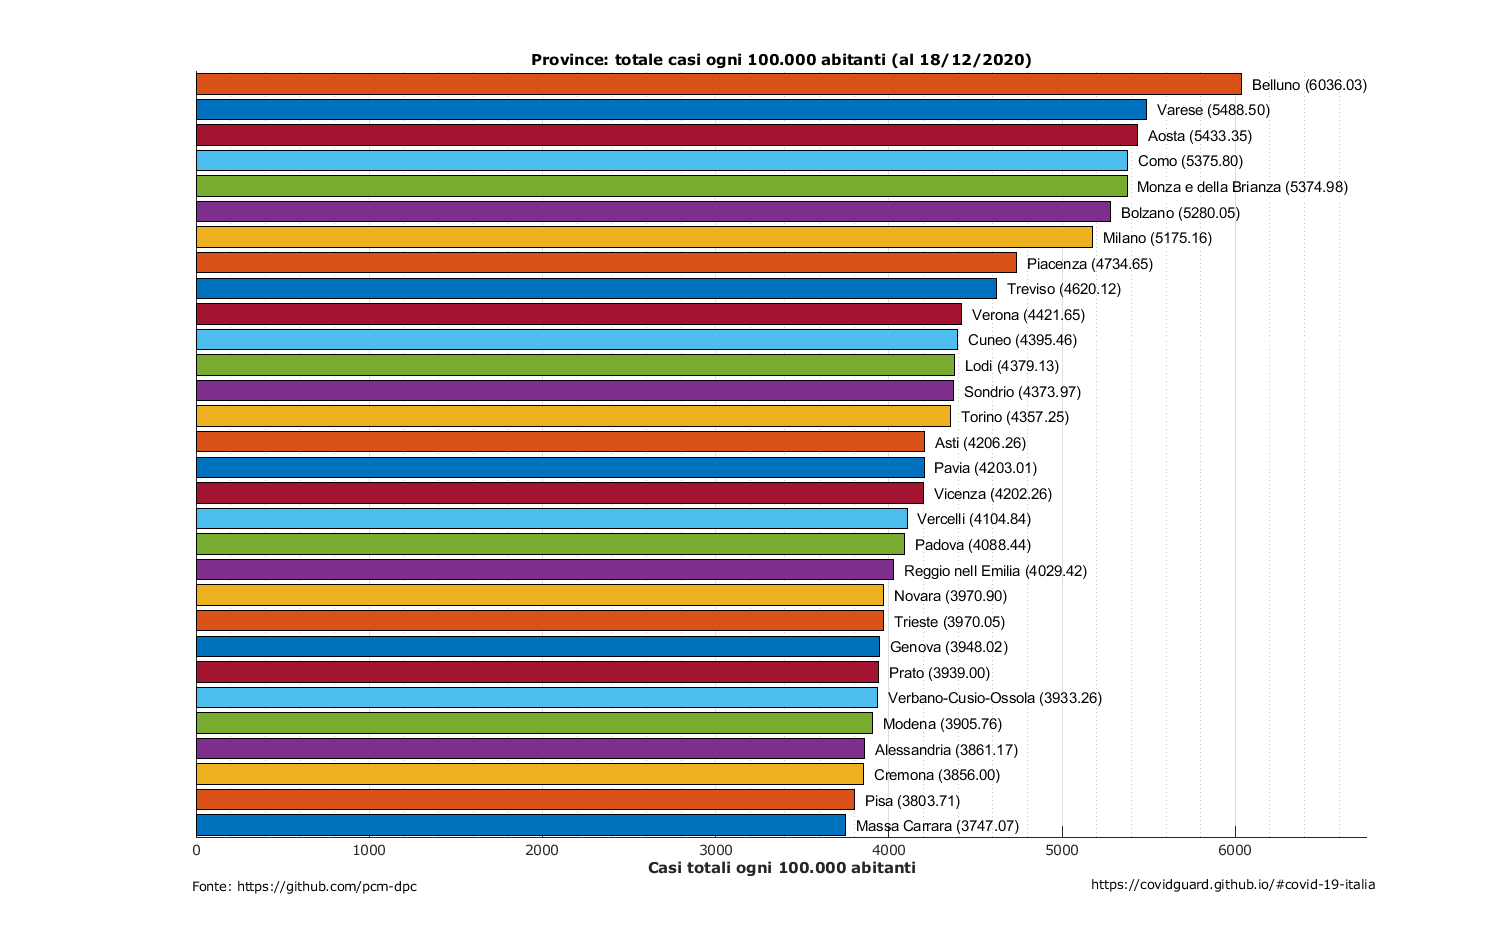 Province: totale casi ogni 100.000 abitanti (al 18/12/2020)
Belluno (6036.03)
Varese (5488.50)
Aosta (5433.35)
Como (5375.80)
Monza e della Brianza (5374.98)
Bolzano (5280.05)
Milano (5175.16)
Piacenza (4734.65)
Treviso (4620.12)
Verona (4421.65)
Cuneo (4395.46)
Lodi (4379.13)
Sondrio (4373.97)
Torino (4357.25)
Asti (4206.26)
Pavia (4203.01)
Vicenza (4202.26)
Vercelli (4104.84)
Padova (4088.44)
Reggio nell Emilia (4029.42)
Novara (3970.90)
Trieste (3970.05)
Genova (3948.02)
Prato (3939.00)
Verbano-Cusio-Ossola (3933.26)
Modena (3905.76)
Alessandria (3861.17)
Cremona (3856.00)
Pisa (3803.71)
Massa Carrara (3747.07)
0 1000 2000 3000 4000 5000 6000
Casi totali ogni 100.000 abitanti
Fonte: https://github.com/pcm-dpc
https://covidguard.github.io/#covid-19-italia